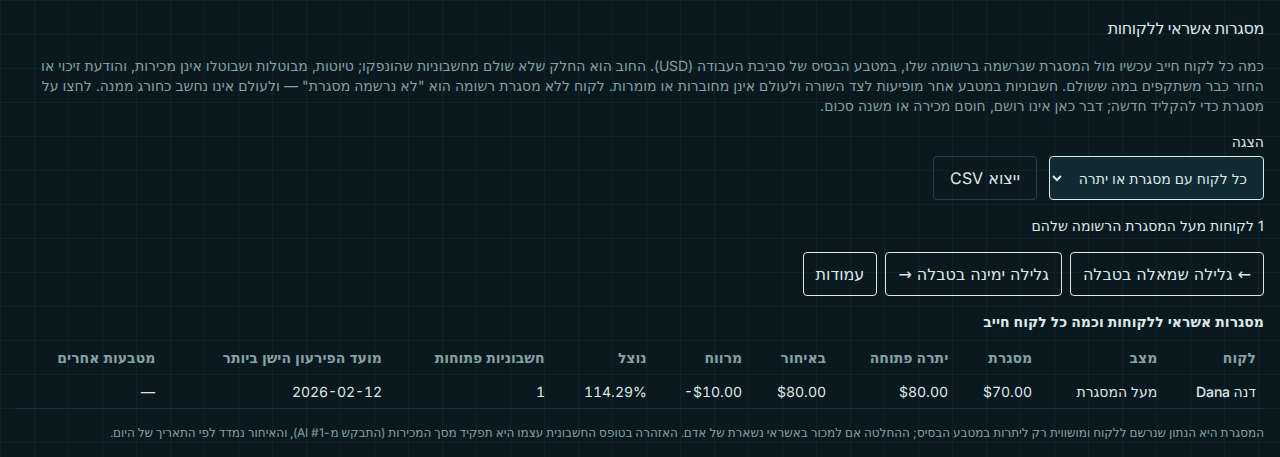 מסגרות אשראי ללקוחות
כמה כל לקוח חייב עכשיו מול המסגרת שנרשמה ברשומה שלו, במטבע הבסיס של סביבת העבודה (USD). החוב הוא החלק שלא שולם מחשבוניות שהונפקו; טיוטות, מבוטלות ושבוטלו אינן מכירות, והודעת זיכוי או
החזר כבר משתקפים במה ששולם. חשבוניות במטבע אחר מופיעות לצד השורה ולעולם אינן מחוברות או מומרות. לקוח ללא מסגרת רשומה הוא "לא נרשמה מסגרת" — ולעולם אינו נחשב כחורג ממנה. לחצו על
מסגרת כדי להקליד חדשה; דבר כאן אינו רושם, חוסם מכירה או משנה סכום.
הצגה
כל לקוח עם מסגרת או יתרה
ייצוא CSV
1 לקוחות מעל המסגרת הרשומה שלהם
← גלילה שמאלה בטבלה
גלילה ימינה בטבלה →
עמודות
מסגרות אשראי ללקוחות וכמה כל לקוח חייב
לקוח מצב מסגרת יתרה פתוחה באיחור מרווח נוצל חשבוניות פתוחות מועד הפירעון הישן ביותר מטבעות אחרים
דנה Dana מעל המסגרת $70.00 $80.00 $80.00 -$10.00 114.29% 1 2026-02-12 —
המסגרת היא הנתון שנרשם ללקוח ומושווית רק ליתרות במטבע הבסיס; ההחלטה אם למכור באשראי נשארת של אדם. האזהרה בטופס החשבונית עצמו היא תפקיד מסך המכירות (התבקש מ-AI #1), והאיחור נמדד לפי התאריך של היום.